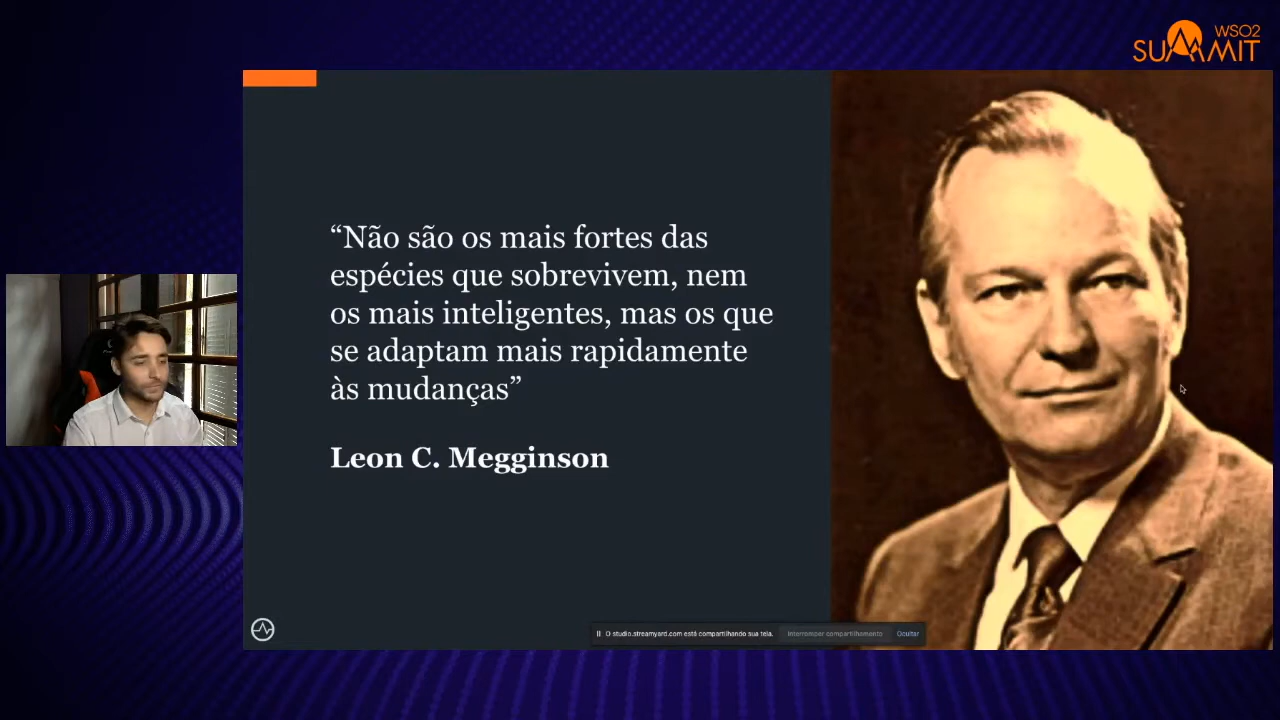 WSO2
SUMMIT
“Não são os mais fortes das
espécies que sobrevivem, nem
os mais inteligentes, mas os que
se adaptam mais rapidamente
às mudanças”
Leon C. Megginson
O studio.streamyard.com está compartilhando sua tela. Interromper compartilhamento Ocultar